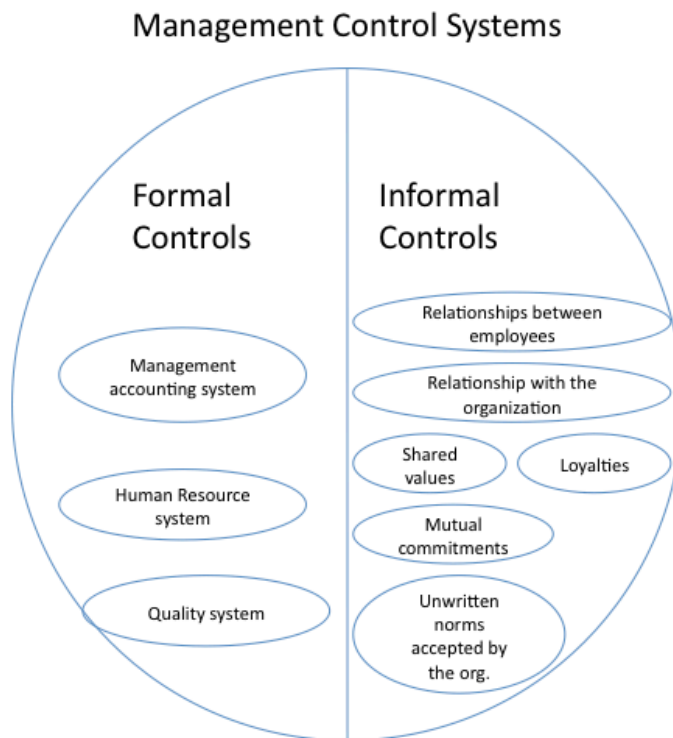 Management Control Systems
Formal
Controls
Management
accounting system
Human Resource
system
Quality system
Informal
Controls
Relationships between
employees
Relationship with the
organization
Shared
values
Loyalties
Mutual
commitments
Unwritten
norms
accepted by
the org.